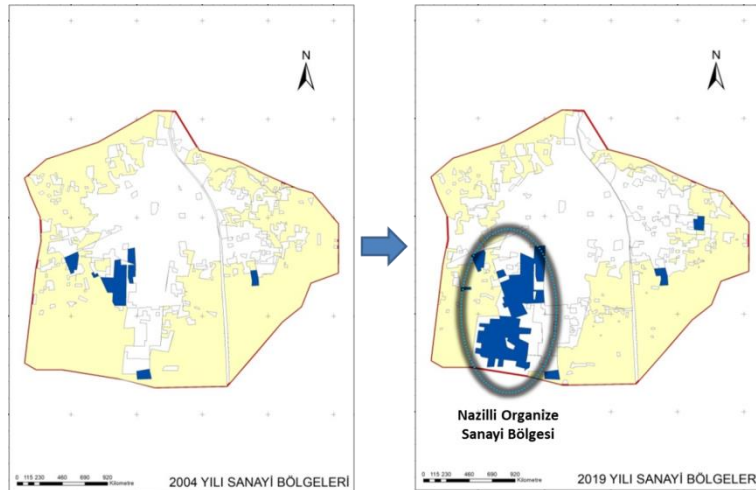 N
0 115 230 460 690 920
Kilometre
2004 YILI SANAYİ BÖLGELERİ
N
Nazilli Organize
Sanayi Bölgesi
0 115 230 460 690 920
Kilometre
2019 YILI SANAYİ BÖLGELERİ